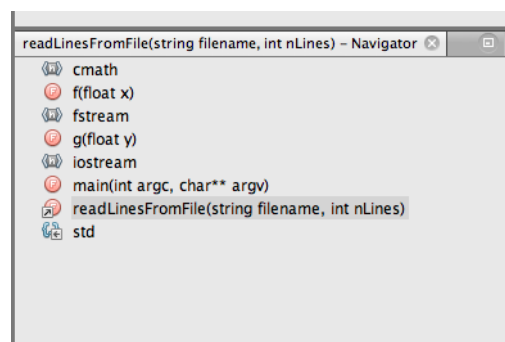 readLinesFromFile(string filename, int nLines) – Navigator
cmath
f(float x)
fstream
g(float y)
iostream
main(int argc, char** argv)
readLinesFromFile(string filename, int nLines)
std